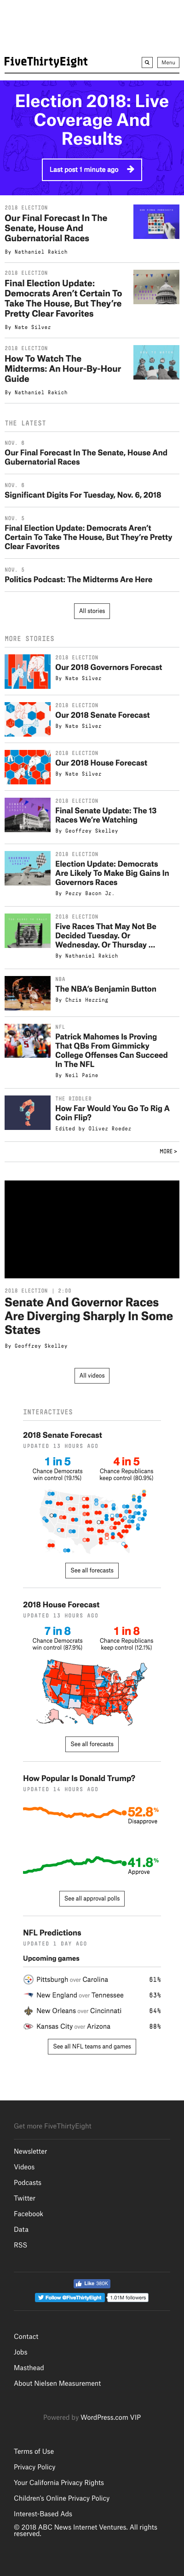 FiveThirtyEight
Menu
Election 2018: Live
Coverage And
Results
Last post 1 minute ago
2018 ELECTION
Our Final Forecast In The
Senate, House And
Gubernatorial Races
By Nathaniel Rakich
2018 ELECTION
Final Election Update:
Democrats Aren't Certain To
Take The House, But They're
Pretty Clear Favorites
By Nate Silver
2018 ELECTION
How To Watch The
Midterms: An Hour-By-Hour
Guide
By Nathaniel Rakich
THE LATEST
NOV. 6
Our Final Forecast In The Senate, House And
Gubernatorial Races
NOV. 6
Significant Digits For Tuesday, Nov. 6, 2018
NOV. 5
Final Election Update: Democrats Aren't
Certain To Take The House, But They're Pretty
Clear Favorites
NOV. 5
Politics Podcast: The Midterms Are Here
All stories
MORE STORIES
2018 ELECTION
Our 2018 Governors Forecast
By Nate Silver
2018 ELECTION
Our 2018 Senate Forecast
By Nate Silver
2018 ELECTION
Our 2018 House Forecast
By Nate Silver
2018 ELECTION
Final Senate Update: The 13
Races We're Watching
By Geoffrey Skelley
2018 ELECTION
Election Update: Democrats
Are Likely To Make Big Gains In
Governors Races
By Perry Bacon Jr.
2018 ELECTION
Five Races That May Not Be
Decided Tuesday. Or
Wednesday. Or Thursday ...
By Nathaniel Rakich
NBA
The NBA's Benjamin Button
By Chris Herring
NFL
Patrick Mahomes Is Proving
That QBs From Gimmicky
College Offenses Can Succeed
In The NFL
By Neil Paine
THE RIDDLER
How Far Would You Go To Rig A
Coin Flip?
Edited by Oliver Roeder
MORE >
2018 ELECTION | 2:00
Senate And Governor Races
Are Diverging Sharply In Some
States
By Geoffrey Skelley
All videos
INTERACTIVES
2018 Senate Forecast
UPDATED 13 HOURS AGO
1 in 5
Chance Democrats
win control (19.1%)
4 in 5
Chance Republicans
keep control (80.9%)
See all forecasts
2018 House Forecast
UPDATED 13 HOURS AGO
7 in 8
Chance Democrats
win control (87.9%)
1 in 8
Chance Republicans
keep control (12.1%)
See all forecasts
How Popular Is Donald Trump?
UPDATED 14 HOURS AGO
52.8%
Disapprove
41.8%
Approve
See all approval polls
NFL Predictions
UPDATED 1 DAY AGO
Upcoming games
Pittsburgh over Carolina 61%
New England over Tennessee 63%
New Orleans over Cincinnati 64%
Kansas City over Arizona 88%
See all NFL teams and games
Get more FiveThirtyEight
Newsletter
Videos
Podcasts
Twitter
Facebook
Data
RSS
Like 380K
Follow @FiveThirtyEight 1.01M followers
Contact
Jobs
Masthead
About Nielsen Measurement
Powered by WordPress.com VIP
Terms of Use
Privacy Policy
Your California Privacy Rights
Children's Online Privacy Policy
Interest-Based Ads
© 2018 ABC News Internet Ventures. All rights
reserved.